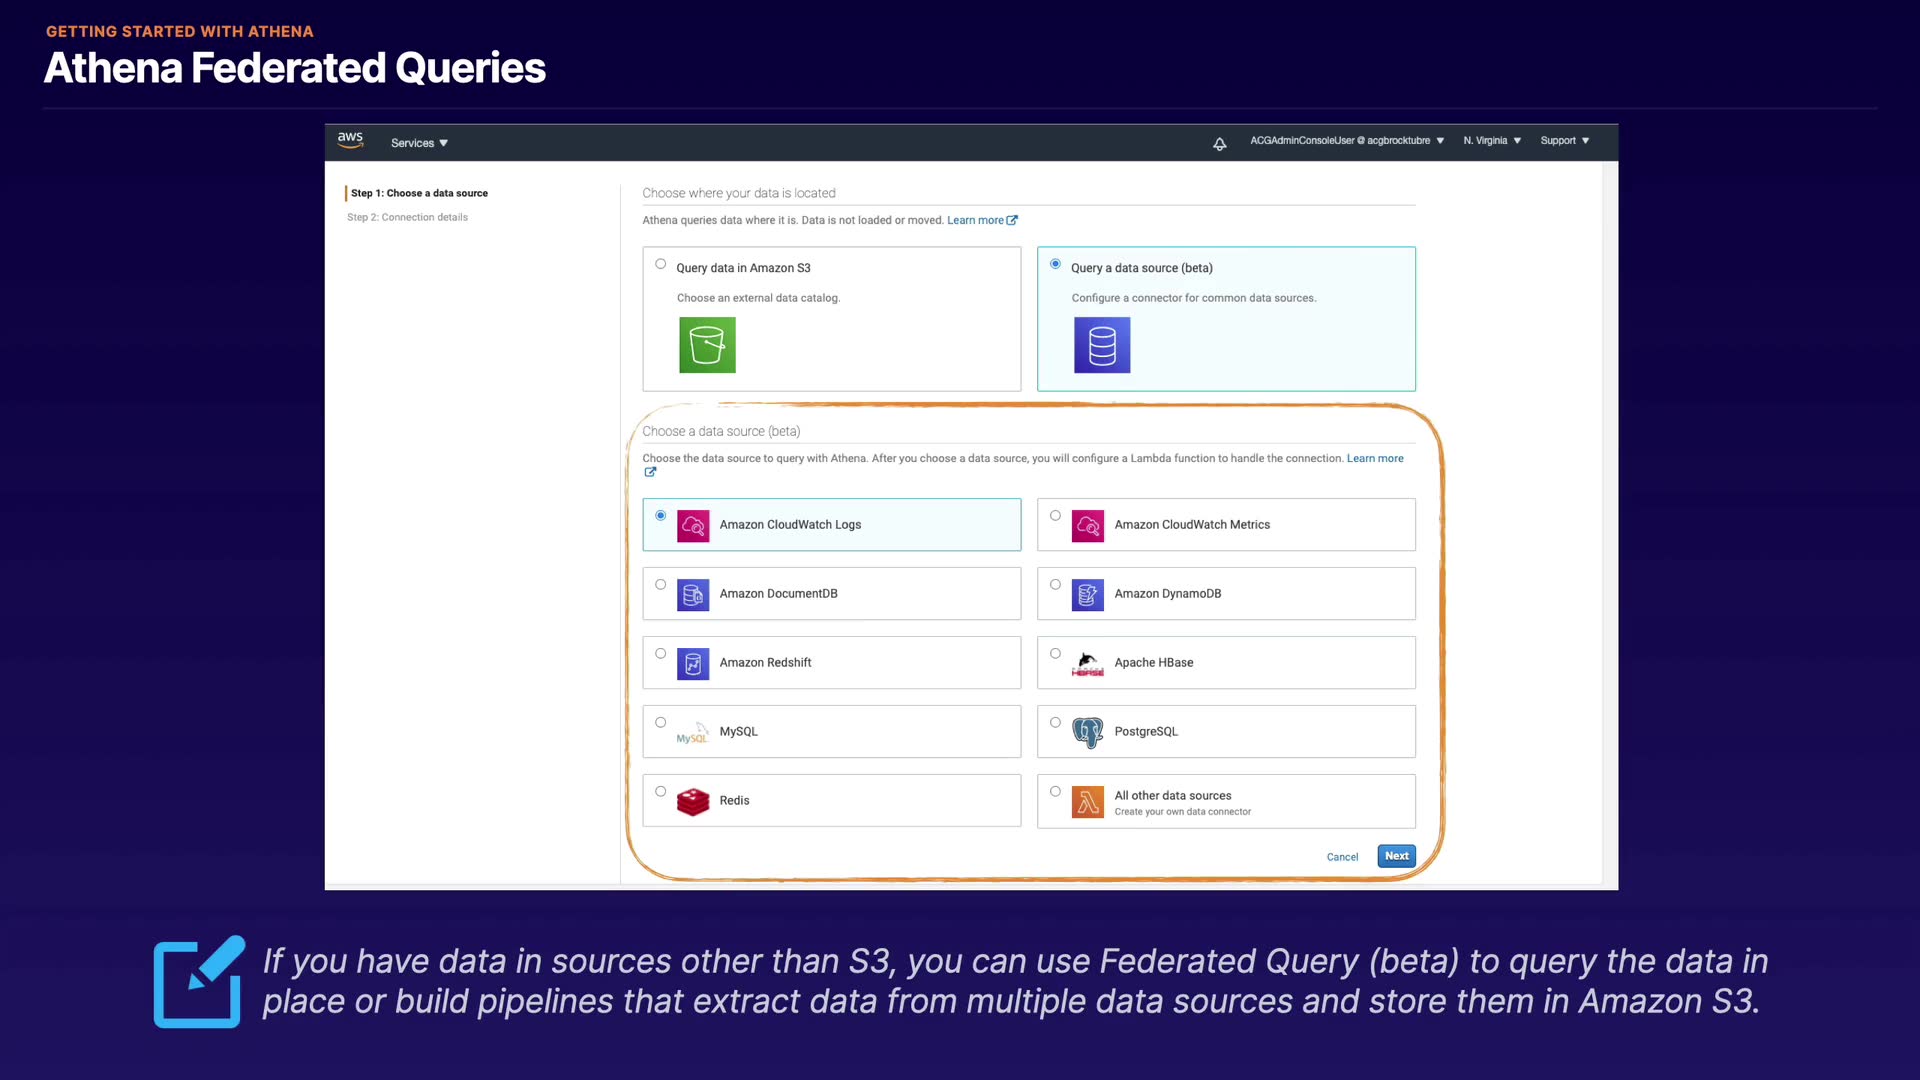 GETTING STARTED WITH ATHENA
Athena Federated Queries
aws
Services
ACGAdminConsoleUser @ acgbrocktubre
N. Virginia
Support
Step 1: Choose a data source
Step 2: Connection details
Choose where your data is located
Athena queries data where it is. Data is not loaded or moved. Learn more
Query data in Amazon S3
Choose an external data catalog.
Query a data source (beta)
Configure a connector for common data sources.
Choose a data source (beta)
Choose the data source to query with Athena. After you choose a data source, you will configure a Lambda function to handle the connection. Learn more
Amazon CloudWatch Logs
Amazon CloudWatch Metrics
Amazon DocumentDB
Amazon DynamoDB
Amazon Redshift
HBASE
Apache HBase
MySQL
MySQL
PostgreSQL
Redis
All other data sources
Create your own data connector
Cancel
Next
If you have data in sources other than S3, you can use Federated Query (beta) to query the data in
place or build pipelines that extract data from multiple data sources and store them in Amazon S3.